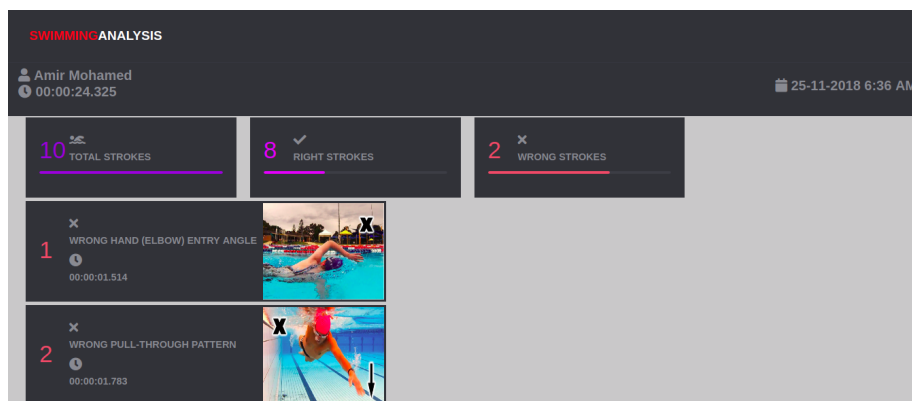 SWIMMINGANALYSIS
Amir Mohamed
00:00:24.325
25-11-2018 6:36 AM
10 TOTAL STROKES
8 RIGHT STROKES
2 WRONG STROKES
1 WRONG HAND (ELBOW) ENTRY ANGLE
00:00:01.514
X
2 WRONG PULL-THROUGH PATTERN
00:00:01.783
X